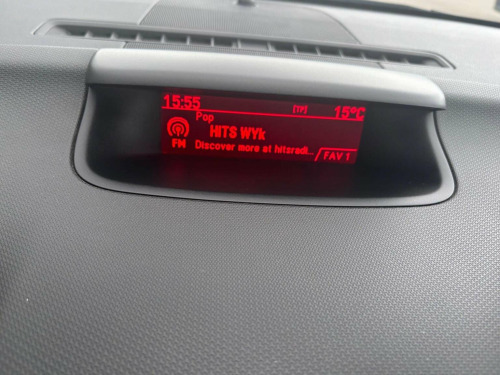 15:55 [TP] 15°C
Pop
HITS WYk
FM Discover more at hitsradi...
FAV 1